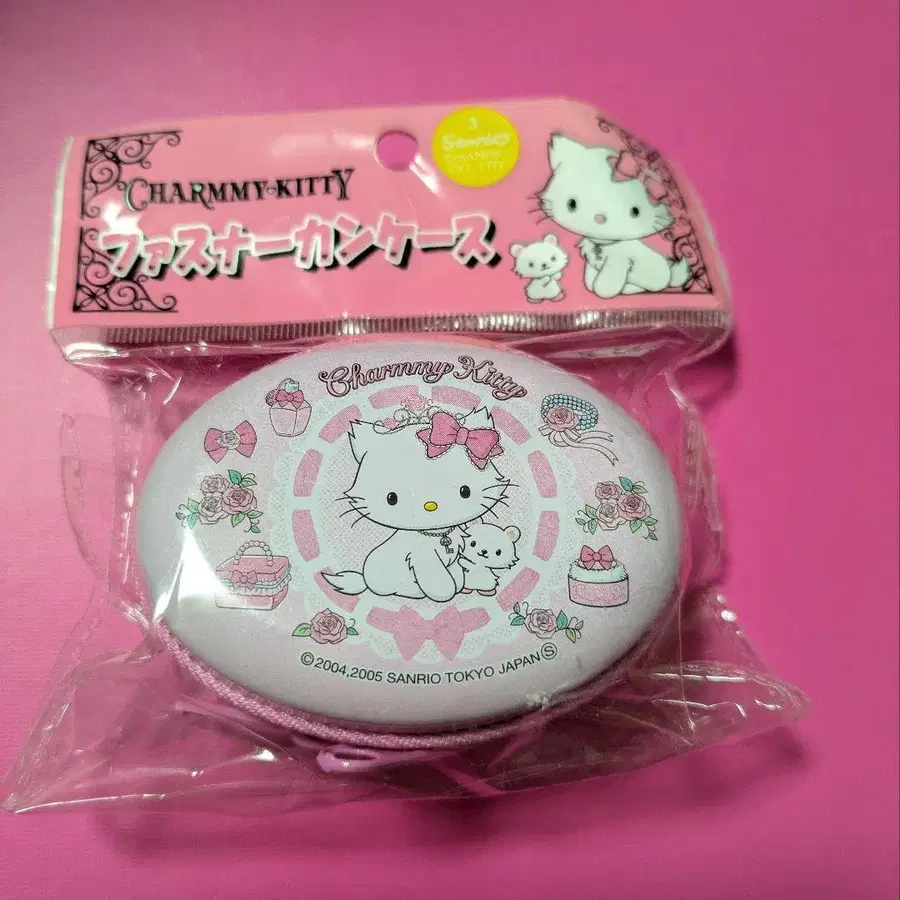 CHARMMY·KITTY
Sanrio
ファスナーカンケース
Charmmy Kitty
©2004,2005 SANRIO TOKYO JAPAN Ⓢ